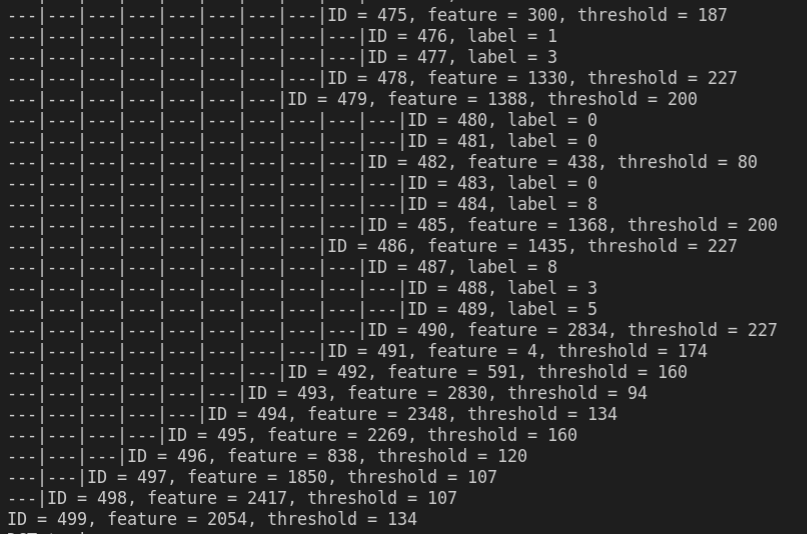 ---|---|---|---|---|---|---|---|ID = 475, feature = 300, threshold = 187
---|---|---|---|---|---|---|---|---|ID = 476, label = 1
---|---|---|---|---|---|---|---|---|ID = 477, label = 3
---|---|---|---|---|---|---|---|ID = 478, feature = 1330, threshold = 227
---|---|---|---|---|---|---|ID = 479, feature = 1388, threshold = 200
---|---|---|---|---|---|---|---|---|---|ID = 480, label = 0
---|---|---|---|---|---|---|---|---|---|ID = 481, label = 0
---|---|---|---|---|---|---|---|---|ID = 482, feature = 438, threshold = 80
---|---|---|---|---|---|---|---|---|---|ID = 483, label = 0
---|---|---|---|---|---|---|---|---|---|ID = 484, label = 8
---|---|---|---|---|---|---|---|---|ID = 485, feature = 1368, threshold = 200
---|---|---|---|---|---|---|---|ID = 486, feature = 1435, threshold = 227
---|---|---|---|---|---|---|---|---|ID = 487, label = 8
---|---|---|---|---|---|---|---|---|---|ID = 488, label = 3
---|---|---|---|---|---|---|---|---|---|ID = 489, label = 5
---|---|---|---|---|---|---|---|---|ID = 490, feature = 2834, threshold = 227
---|---|---|---|---|---|---|---|ID = 491, feature = 4, threshold = 174
---|---|---|---|---|---|---|ID = 492, feature = 591, threshold = 160
---|---|---|---|---|---|ID = 493, feature = 2830, threshold = 94
---|---|---|---|---|ID = 494, feature = 2348, threshold = 134
---|---|---|---|ID = 495, feature = 2269, threshold = 160
---|---|---|ID = 496, feature = 838, threshold = 120
---|---|ID = 497, feature = 1850, threshold = 107
---|ID = 498, feature = 2417, threshold = 107
ID = 499, feature = 2054, threshold = 134